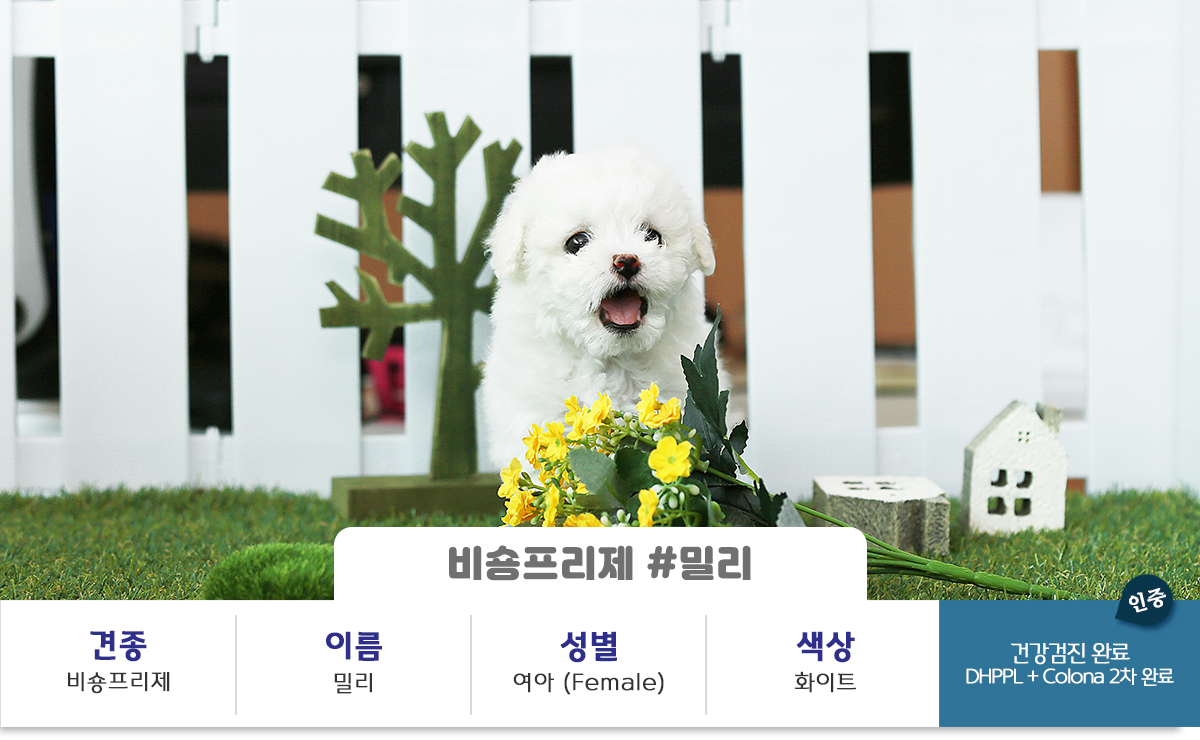 비숑프리제 #밀리
견종
비숑프리제
이름
밀리
성별
여아 (Female)
색상
화이트
인증
건강검진 완료
DHPPL + Colona 2차 완료